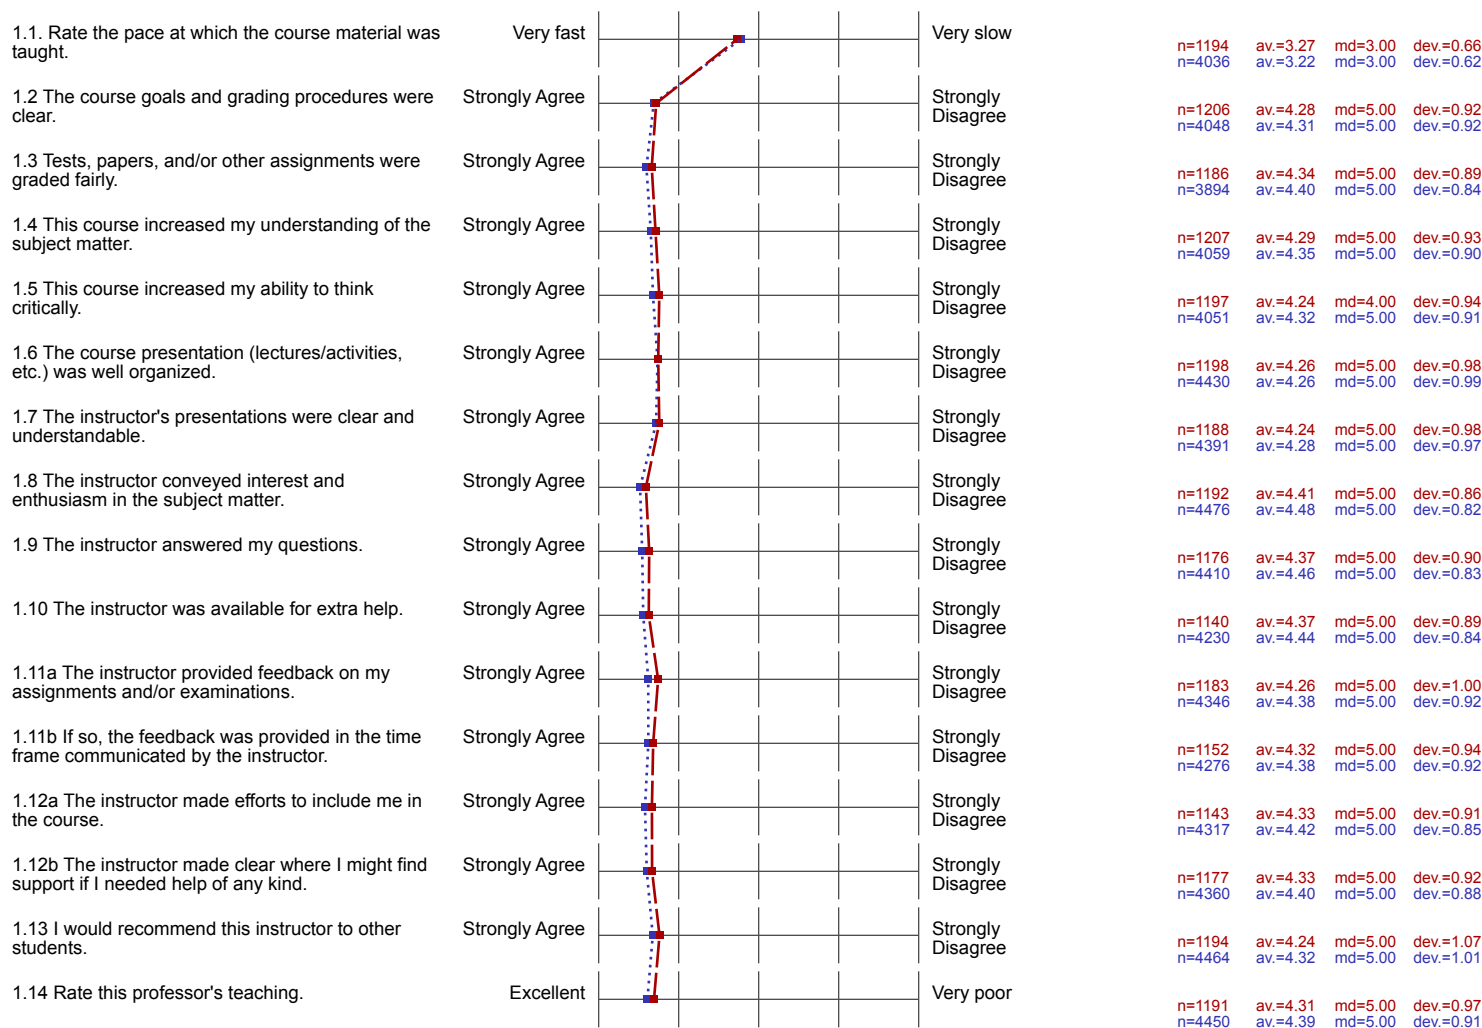 1.1. Rate the pace at which the course material was taught.
Very fast
Very slow
n=1194 av.=3.27 md=3.00 dev.=0.66
n=4036 av.=3.22 md=3.00 dev.=0.62
1.2 The course goals and grading procedures were clear.
Strongly Agree
Strongly Disagree
n=1206 av.=4.28 md=5.00 dev.=0.92
n=4048 av.=4.31 md=5.00 dev.=0.92
1.3 Tests, papers, and/or other assignments were graded fairly.
Strongly Agree
Strongly Disagree
n=1186 av.=4.34 md=5.00 dev.=0.89
n=3894 av.=4.40 md=5.00 dev.=0.84
1.4 This course increased my understanding of the subject matter.
Strongly Agree
Strongly Disagree
n=1207 av.=4.29 md=5.00 dev.=0.93
n=4059 av.=4.35 md=5.00 dev.=0.90
1.5 This course increased my ability to think critically.
Strongly Agree
Strongly Disagree
n=1197 av.=4.24 md=4.00 dev.=0.94
n=4051 av.=4.32 md=5.00 dev.=0.91
1.6 The course presentation (lectures/activities, etc.) was well organized.
Strongly Agree
Strongly Disagree
n=1198 av.=4.26 md=5.00 dev.=0.98
n=4430 av.=4.26 md=5.00 dev.=0.99
1.7 The instructor's presentations were clear and understandable.
Strongly Agree
Strongly Disagree
n=1188 av.=4.24 md=5.00 dev.=0.98
n=4391 av.=4.28 md=5.00 dev.=0.97
1.8 The instructor conveyed interest and enthusiasm in the subject matter.
Strongly Agree
Strongly Disagree
n=1192 av.=4.41 md=5.00 dev.=0.86
n=4476 av.=4.48 md=5.00 dev.=0.82
1.9 The instructor answered my questions.
Strongly Agree
Strongly Disagree
n=1176 av.=4.37 md=5.00 dev.=0.90
n=4410 av.=4.46 md=5.00 dev.=0.83
1.10 The instructor was available for extra help.
Strongly Agree
Strongly Disagree
n=1140 av.=4.37 md=5.00 dev.=0.89
n=4230 av.=4.44 md=5.00 dev.=0.84
1.11a The instructor provided feedback on my assignments and/or examinations.
Strongly Agree
Strongly Disagree
n=1183 av.=4.26 md=5.00 dev.=1.00
n=4346 av.=4.38 md=5.00 dev.=0.92
1.11b If so, the feedback was provided in the time frame communicated by the instructor.
Strongly Agree
Strongly Disagree
n=1152 av.=4.32 md=5.00 dev.=0.94
n=4276 av.=4.38 md=5.00 dev.=0.92
1.12a The instructor made efforts to include me in the course.
Strongly Agree
Strongly Disagree
n=1143 av.=4.33 md=5.00 dev.=0.91
n=4317 av.=4.42 md=5.00 dev.=0.85
1.12b The instructor made clear where I might find support if I needed help of any kind.
Strongly Agree
Strongly Disagree
n=1177 av.=4.33 md=5.00 dev.=0.92
n=4360 av.=4.40 md=5.00 dev.=0.88
1.13 I would recommend this instructor to other students.
Strongly Agree
Strongly Disagree
n=1194 av.=4.24 md=5.00 dev.=1.07
n=4464 av.=4.32 md=5.00 dev.=1.01
1.14 Rate this professor's teaching.
Excellent
Very poor
n=1191 av.=4.31 md=5.00 dev.=0.97
n=4450 av.=4.39 md=5.00 dev.=0.91